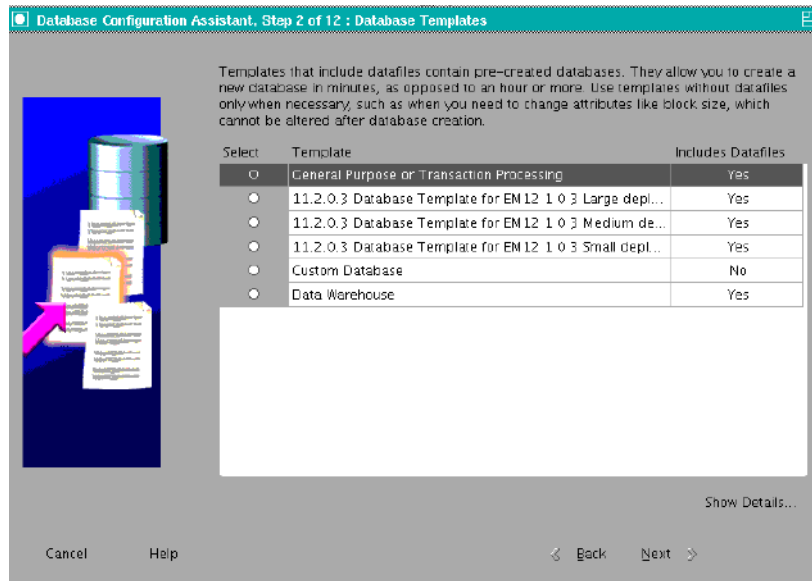 Database Configuration Assistant, Step 2 of 12 : Database Templates
Templates that include datafiles contain pre-created databases. They allow you to create a
new database in minutes, as opposed to an hour or more. Use templates without datafiles
only when necessary, such as when you need to change attributes like block size, which
cannot be altered after database creation.
Select Template Includes Datafiles
General Purpose or Transaction Processing Yes
11.2.0.3 Database Template for EM12 1 0 3 Large depl... Yes
11.2.0.3 Database Template for EM12 1 0 3 Medium de... Yes
11.2.0.3 Database Template for EM12 1 0 3 Small depl... Yes
Custom Database No
Data Warehouse Yes
Show Details...
Cancel Help Back Next